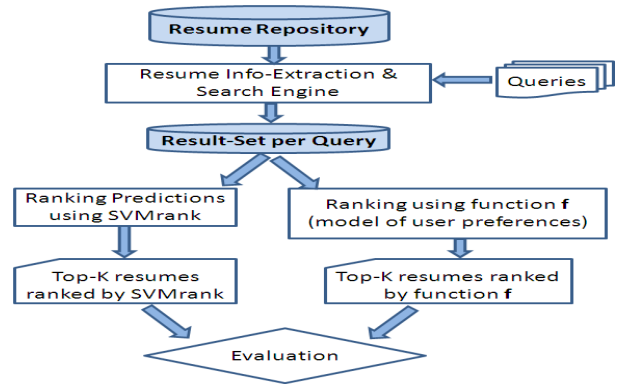 Resume Repository
Resume Info-Extraction &
Search Engine
Queries
Result-Set per Query
Ranking Predictions
using SVMrank
Ranking using function f
(model of user preferences)
Top-K resumes
ranked by SVMrank
Top-K resumes ranked
by function f
Evaluation